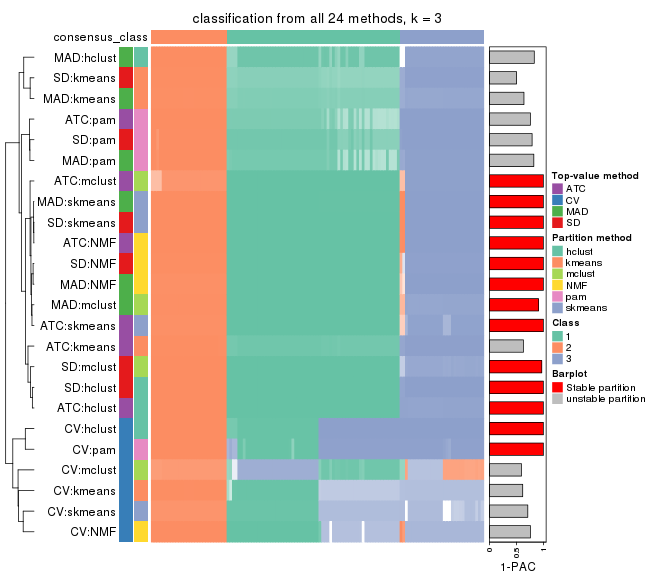 classification from all 24 methods, k = 3
consensus_class
MAD:hclust
SD:kmeans
MAD:kmeans
ATC:pam
SD:pam
MAD:pam
ATC:mclust
MAD:skmeans
SD:skmeans
ATC:NMF
SD:NMF
MAD:NMF
MAD:mclust
ATC:skmeans
ATC:kmeans
SD:mclust
SD:hclust
ATC:hclust
CV:hclust
CV:pam
CV:mclust
CV:kmeans
CV:skmeans
CV:NMF
0
0.5
1
1-PAC
Top-value method
ATC
CV
MAD
SD
Partition method
hclust
kmeans
mclust
NMF
pam
skmeans
Class
1
2
3
Barplot
Stable partition
unstable partition